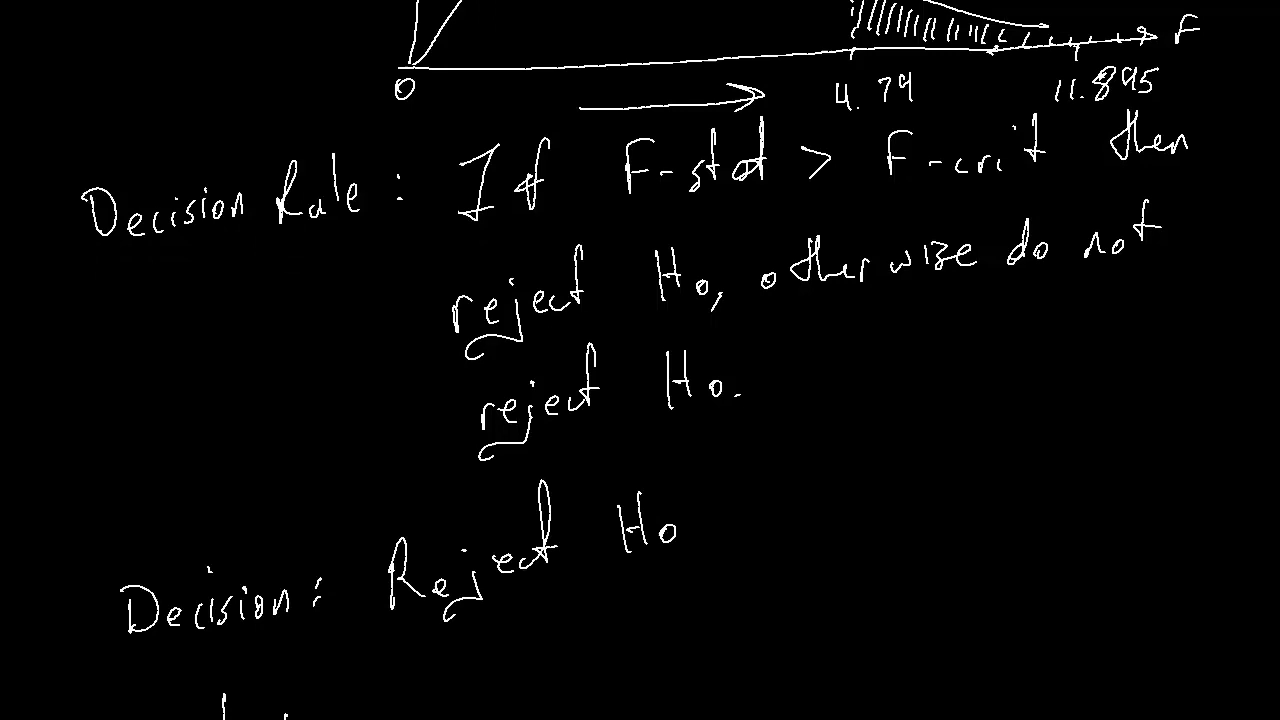 F
0
4.79
11.895
Decision Rule: If F-stat > F-crit then
reject Ho, otherwise do not
reject Ho.
Decision: Reject Ho